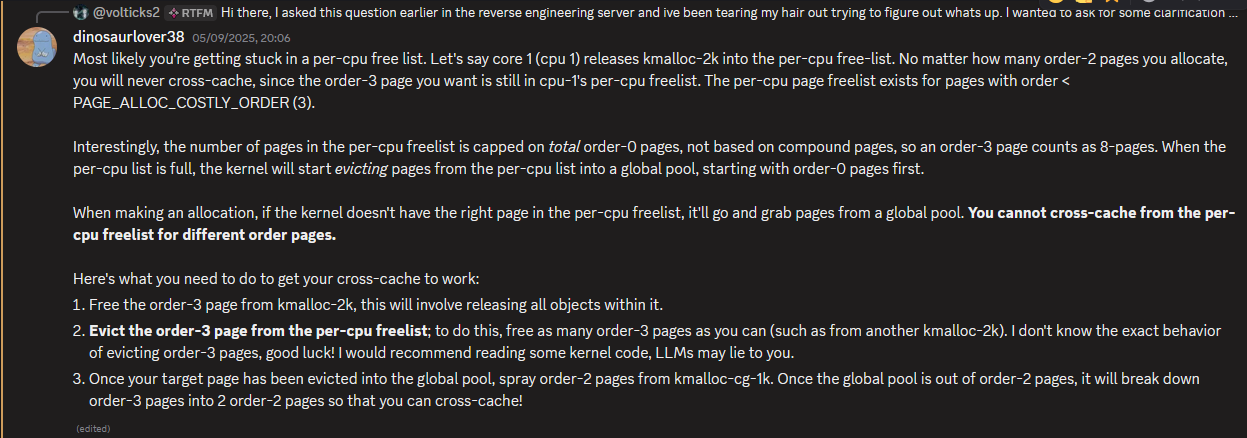 @volticks2 RTFM Hi there, I asked this question earlier in the reverse engineering server and ive been tearing my hair out trying to figure out whats up. I wanted to ask for some clarification ...
dinosaurlover38 05/09/2025, 20:06
Most likely you're getting stuck in a per-cpu free list. Let's say core 1 (cpu 1) releases kmalloc-2k into the per-cpu free-list. No matter how many order-2 pages you allocate,
you will never cross-cache, since the order-3 page you want is still in cpu-1's per-cpu freelist. The per-cpu page freelist exists for pages with order <
PAGE_ALLOC_COSTLY_ORDER (3).
Interestingly, the number of pages in the per-cpu freelist is capped on total order-0 pages, not based on compound pages, so an order-3 page counts as 8-pages. When the
per-cpu list is full, the kernel will start evicting pages from the per-cpu list into a global pool, starting with order-0 pages first.
When making an allocation, if the kernel doesn't have the right page in the per-cpu freelist, it'll go and grab pages from a global pool. You cannot cross-cache from the per-
cpu freelist for different order pages.
Here's what you need to do to get your cross-cache to work:
1. Free the order-3 page from kmalloc-2k, this will involve releasing all objects within it.
2. Evict the order-3 page from the per-cpu freelist; to do this, free as many order-3 pages as you can (such as from another kmalloc-2k). I don't know the exact behavior
of evicting order-3 pages, good luck! I would recommend reading some kernel code, LLMs may lie to you.
3. Once your target page has been evicted into the global pool, spray order-2 pages from kmalloc-cg-1k. Once the global pool is out of order-2 pages, it will break down
order-3 pages into 2 order-2 pages so that you can cross-cache!
(edited)